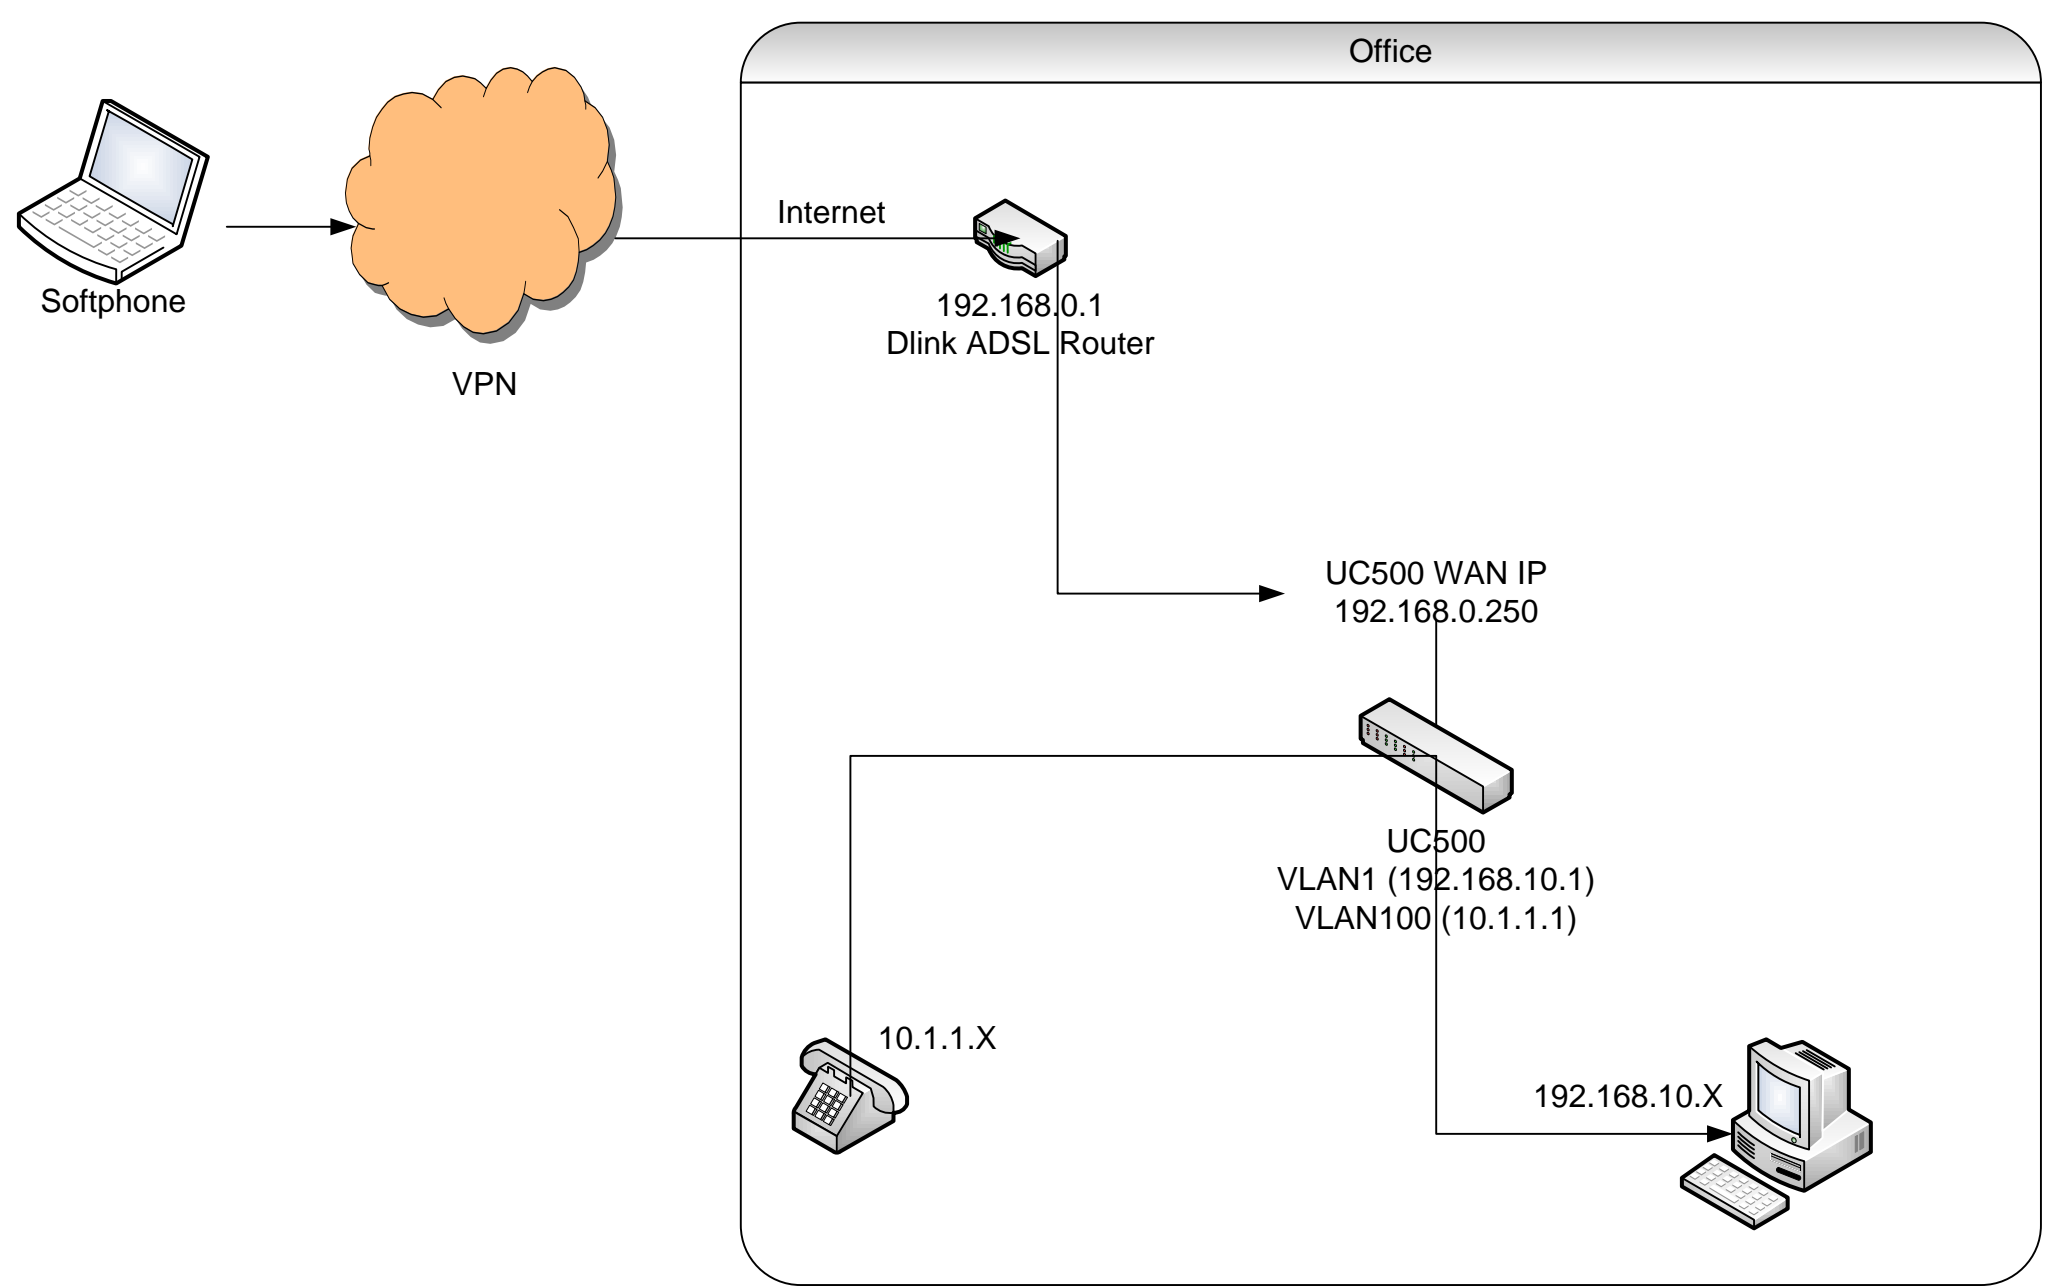 Office
Softphone
VPN
Internet
192.168.0.1
Dlink ADSL Router
UC500 WAN IP
192.168.0.250
UC500
VLAN1 (192.168.10.1)
VLAN100 (10.1.1.1)
10.1.1.X
192.168.10.X